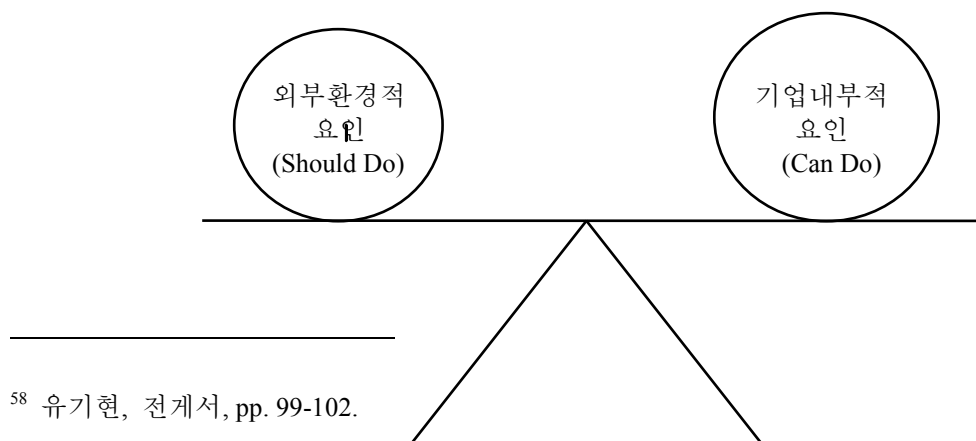 외부환경적
요인
(Should Do)
기업내부적
요인
(Can Do)
58 유기현, 전게서, pp. 99-102.